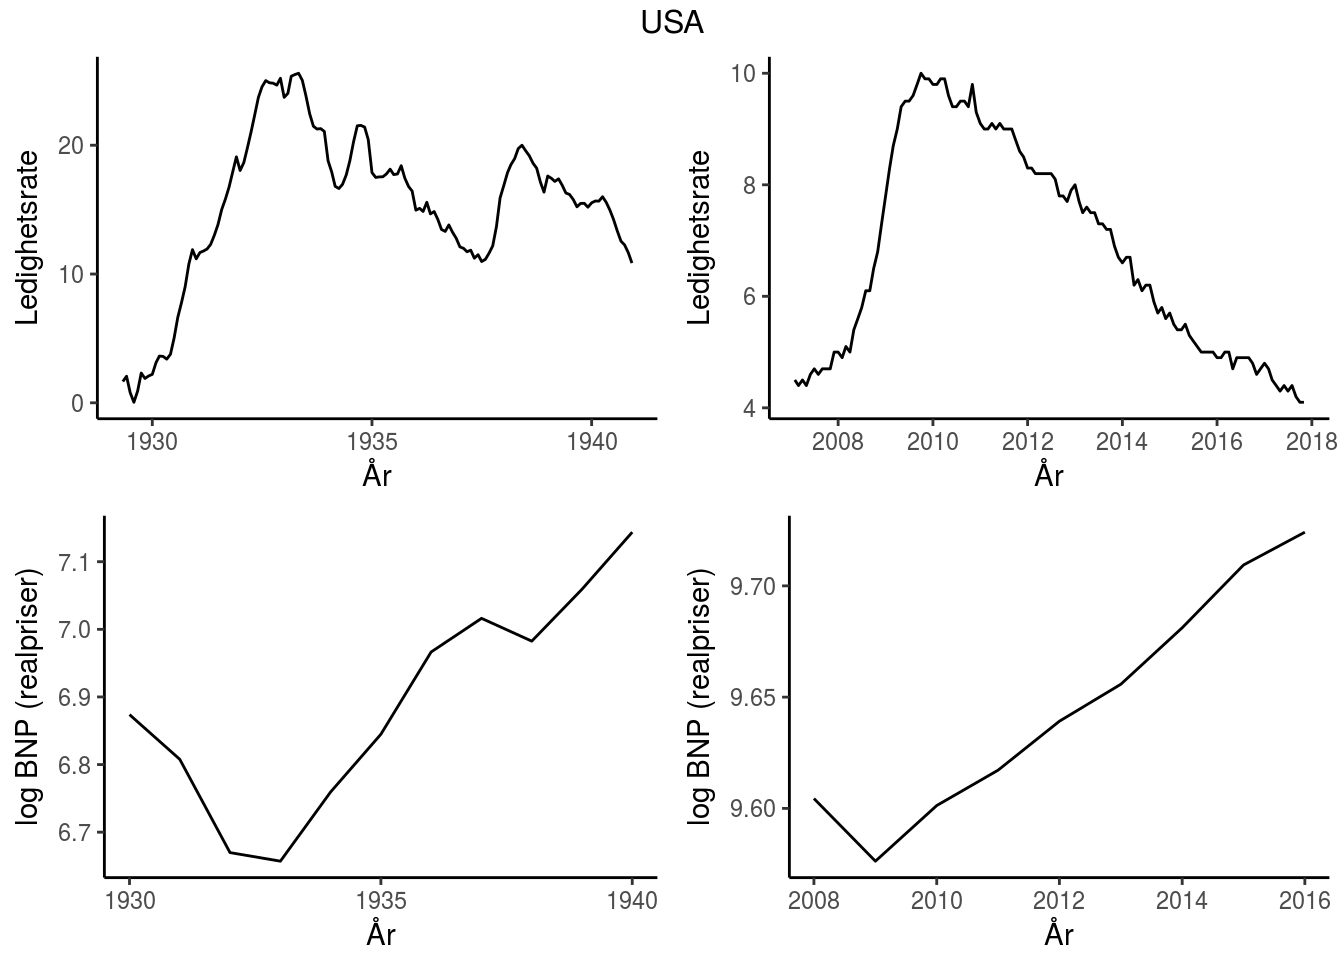 USA
Ledighetsrate
20
10
0
1930 1935 1940
År
Ledighetsrate
10
8
6
4
2008 2010 2012 2014 2016 2018
År
log BNP (realpriser)
7.1
7.0
6.9
6.8
6.7
1930 1935 1940
År
log BNP (realpriser)
9.70
9.65
9.60
2008 2010 2012 2014 2016
År